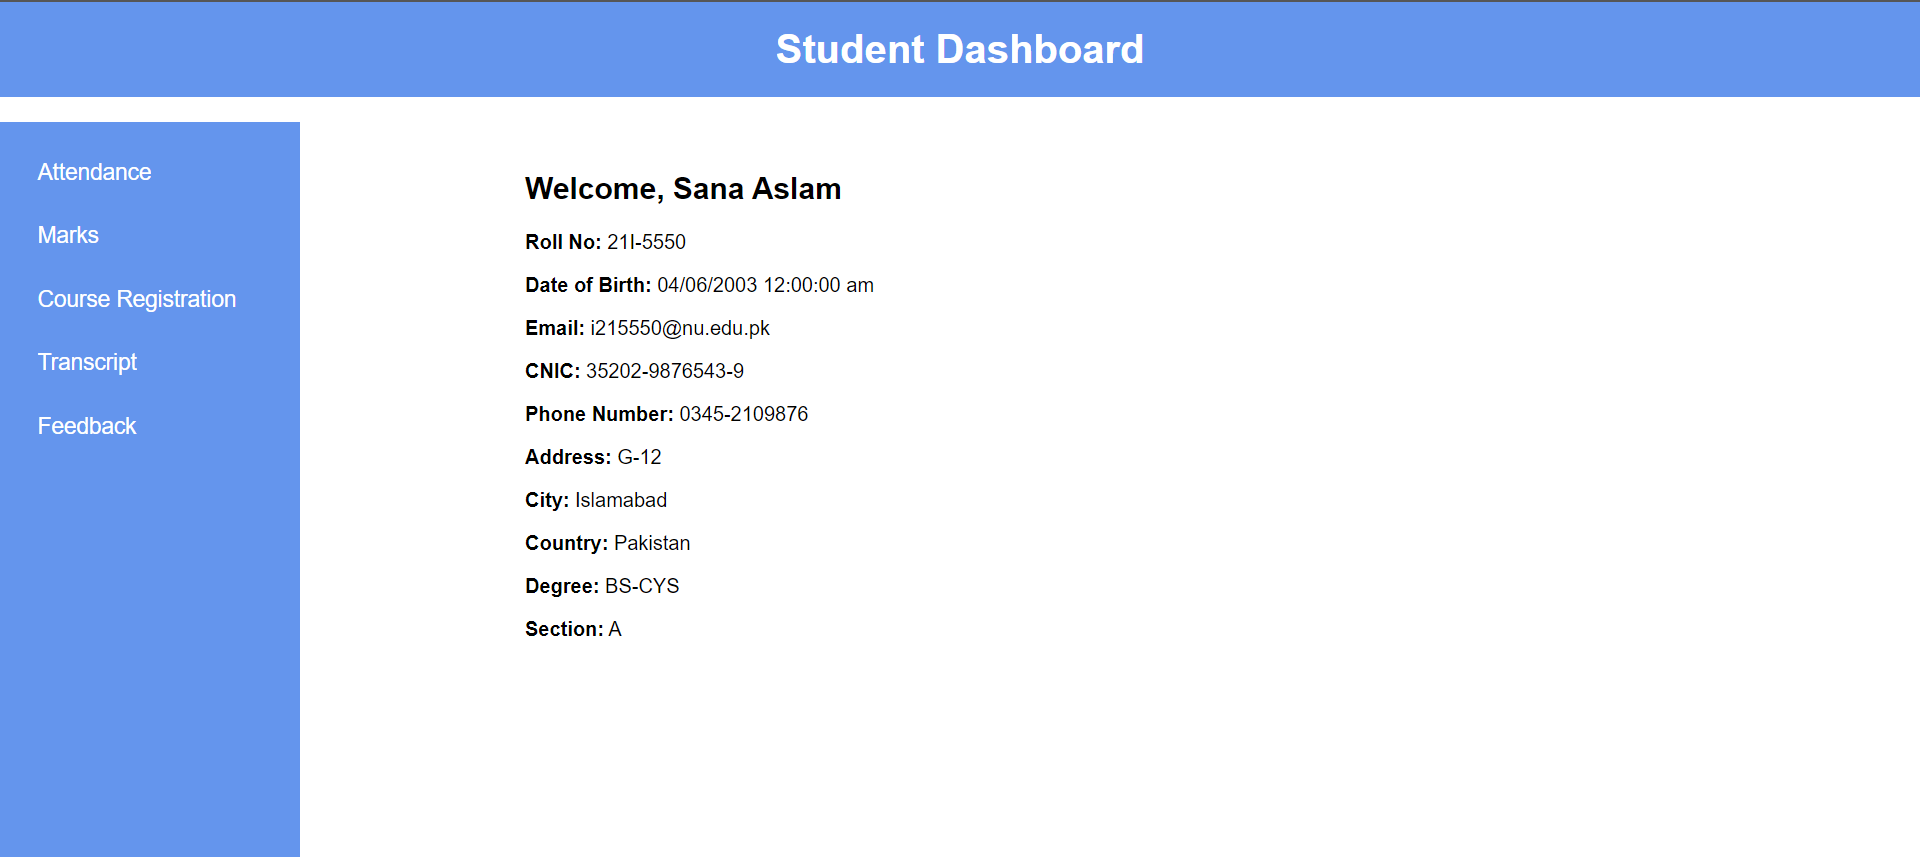 Student Dashboard
Attendance
Marks
Course Registration
Transcript
Feedback
Welcome, Sana Aslam
Roll No: 21I-5550
Date of Birth: 04/06/2003 12:00:00 am
Email: i215550@nu.edu.pk
CNIC: 35202-9876543-9
Phone Number: 0345-2109876
Address: G-12
City: Islamabad
Country: Pakistan
Degree: BS-CYS
Section: A